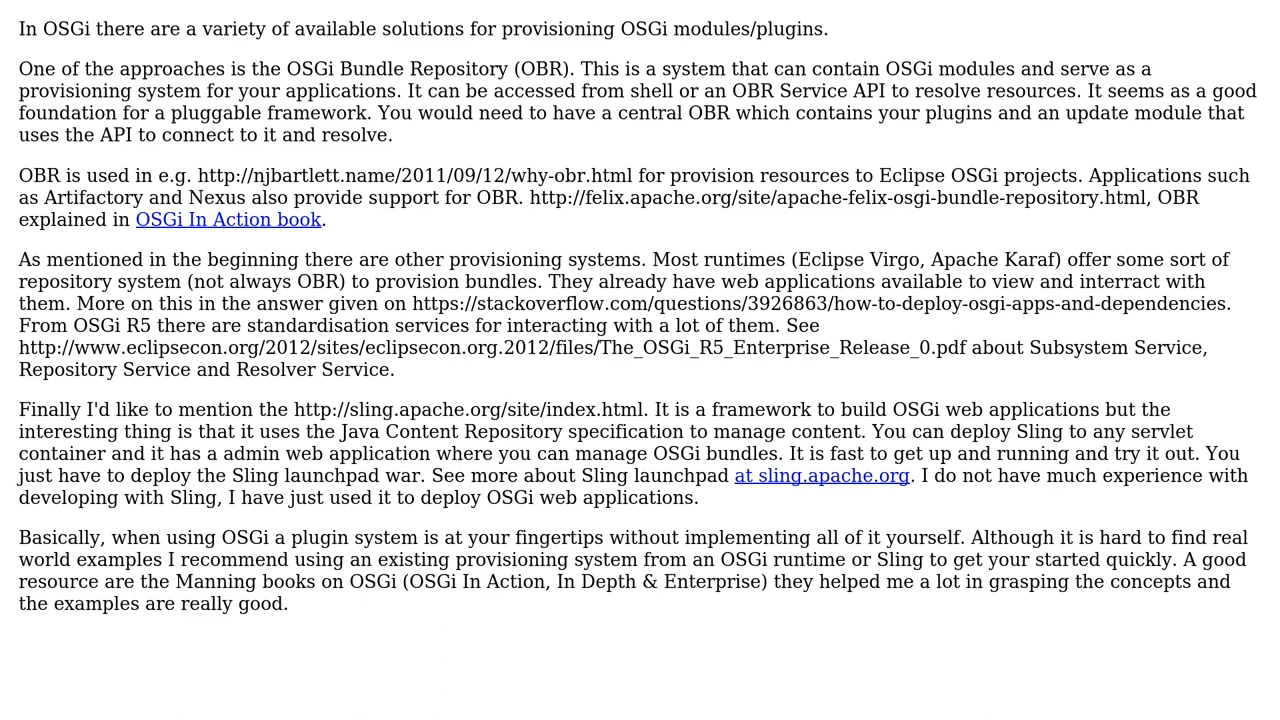 In OSGi there are a variety of available solutions for provisioning OSGi modules/plugins.
One of the approaches is the OSGi Bundle Repository (OBR). This is a system that can contain OSGi modules and serve as a
provisioning system for your applications. It can be accessed from shell or an OBR Service API to resolve resources. It seems as a good
foundation for a pluggable framework. You would need to have a central OBR which contains your plugins and an update module that
uses the API to connect to it and resolve.
OBR is used in e.g. http://njbartlett.name/2011/09/12/why-obr.html for provision resources to Eclipse OSGi projects. Applications such
as Artifactory and Nexus also provide support for OBR. http://felix.apache.org/site/apache-felix-osgi-bundle-repository.html, OBR
explained in OSGi In Action book.
As mentioned in the beginning there are other provisioning systems. Most runtimes (Eclipse Virgo, Apache Karaf) offer some sort of
repository system (not always OBR) to provision bundles. They already have web applications available to view and interract with
them. More on this in the answer given on https://stackoverflow.com/questions/3926863/how-to-deploy-osgi-apps-and-dependencies.
From OSGi R5 there are standardisation services for interacting with a lot of them. See
http://www.eclipsecon.org/2012/sites/eclipsecon.org.2012/files/The_OSGi_R5_Enterprise_Release_0.pdf about Subsystem Service,
Repository Service and Resolver Service.
Finally I'd like to mention the http://sling.apache.org/site/index.html. It is a framework to build OSGi web applications but the
interesting thing is that it uses the Java Content Repository specification to manage content. You can deploy Sling to any servlet
container and it has a admin web application where you can manage OSGi bundles. It is fast to get up and running and try it out. You
just have to deploy the Sling launchpad war. See more about Sling launchpad at sling.apache.org. I do not have much experience with
developing with Sling, I have just used it to deploy OSGi web applications.
Basically, when using OSGi a plugin system is at your fingertips without implementing all of it yourself. Although it is hard to find real
world examples I recommend using an existing provisioning system from an OSGi runtime or Sling to get your started quickly. A good
resource are the Manning books on OSGi (OSGi In Action, In Depth & Enterprise) they helped me a lot in grasping the concepts and
the examples are really good.